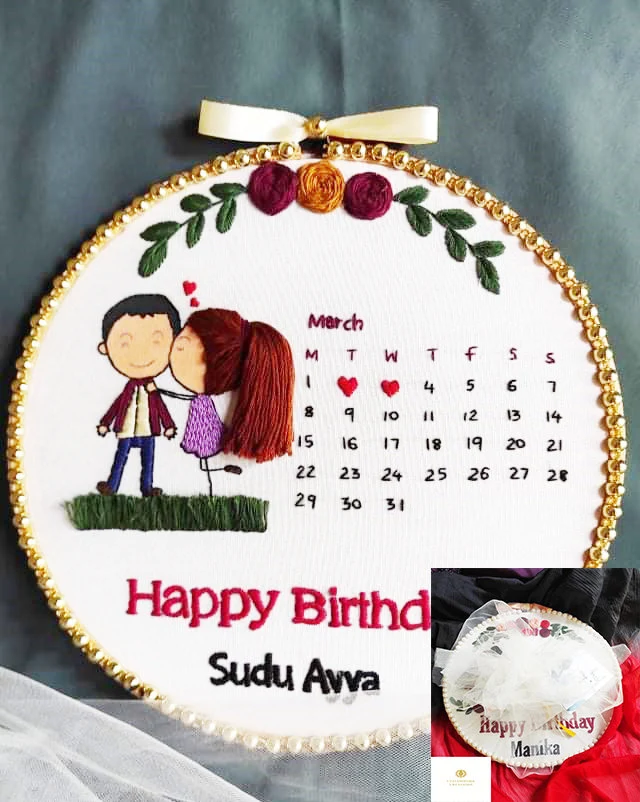 March
M T W T F S S
1 4 5 6 7
8 9 10 11 12 13 14
15 16 17 18 19 20 21
22 23 24 25 26 27 28
29 30 31
Happy Birthd
Sudu Ayya
Happy Birthday
Manika